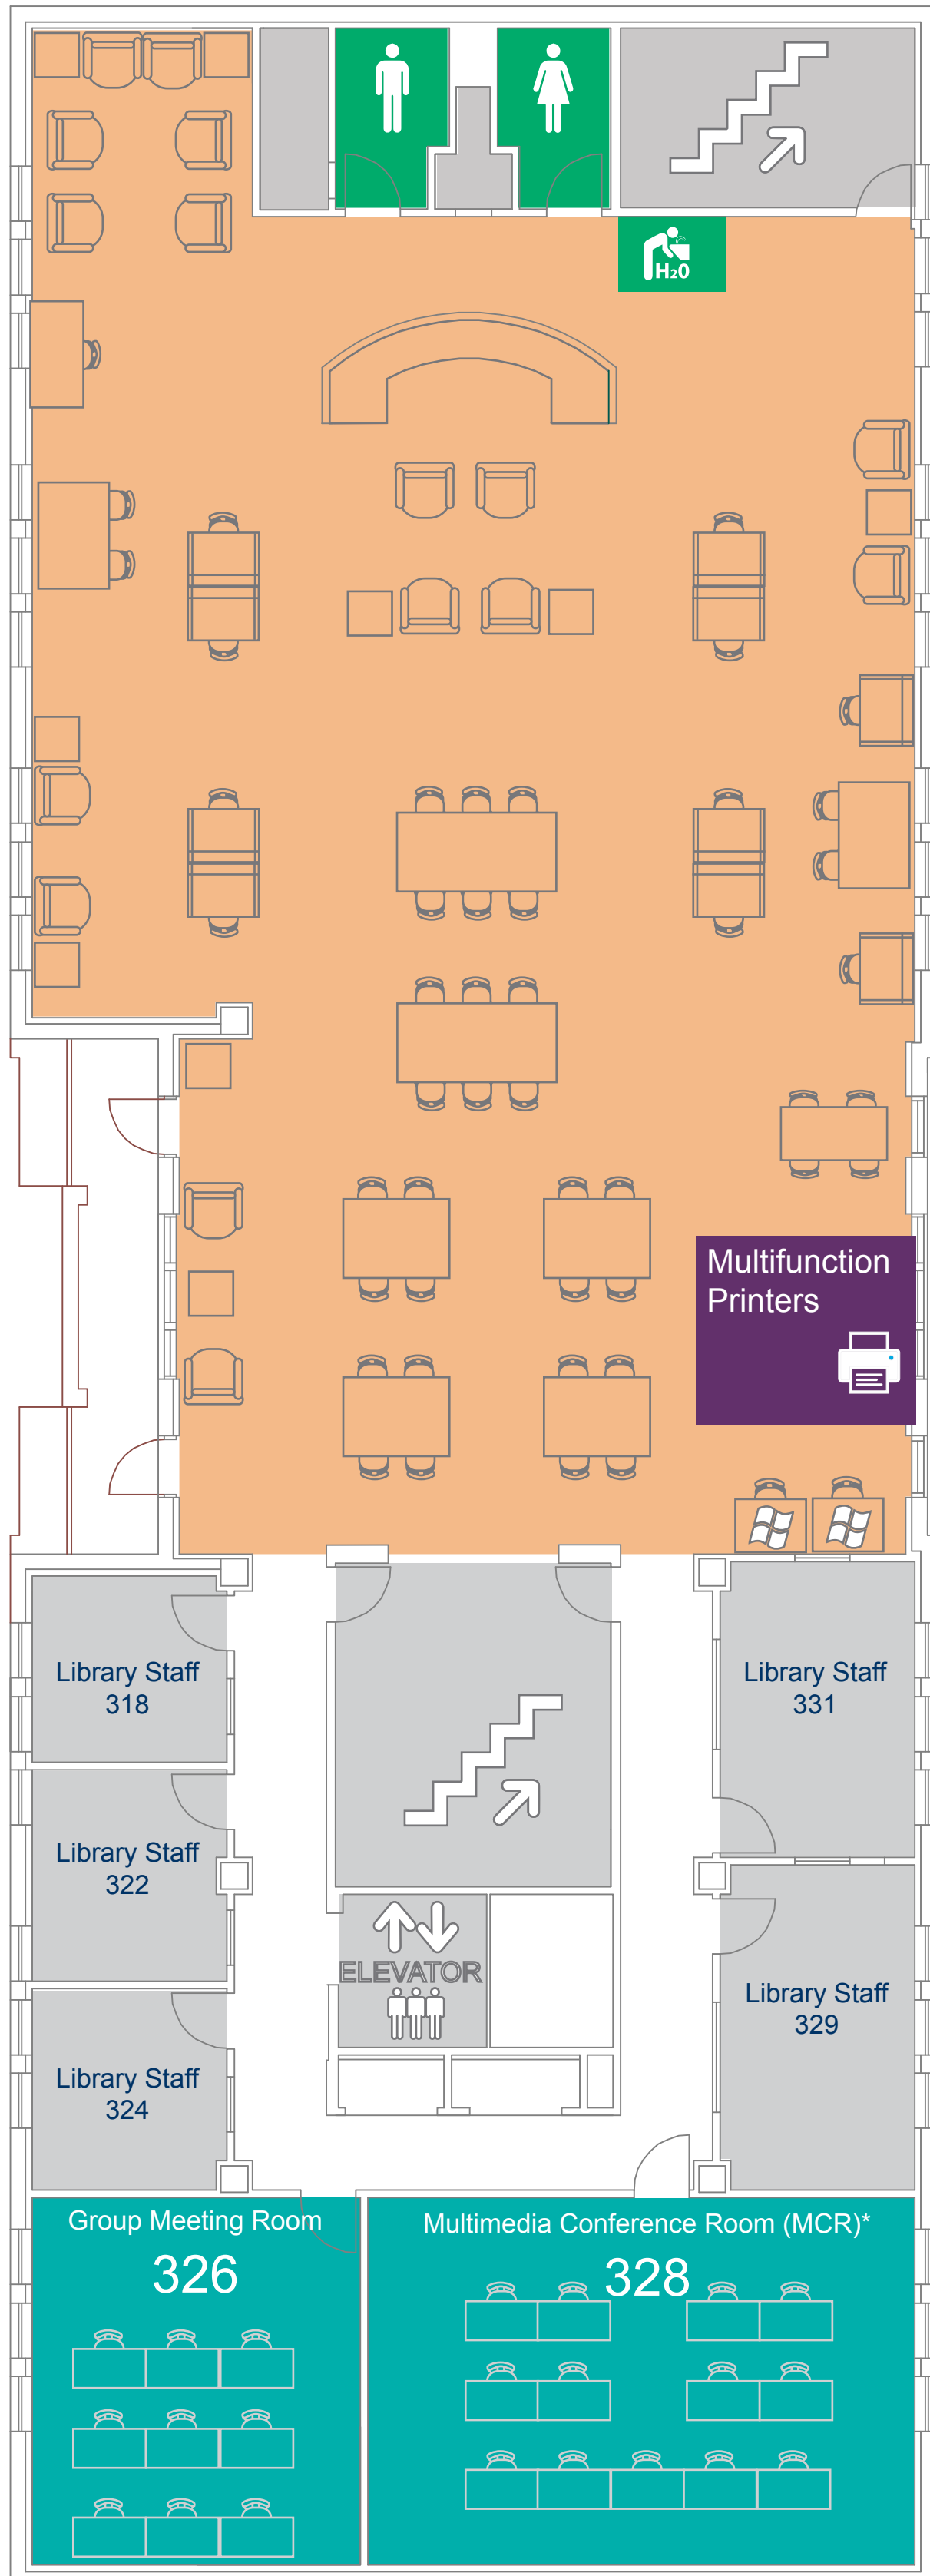 H20
Multifunction
Printers
Library Staff
318
Library Staff
331
Library Staff
322
ELEVATOR
Library Staff
329
Library Staff
324
Group Meeting Room
326
Multimedia Conference Room (MCR)*
328